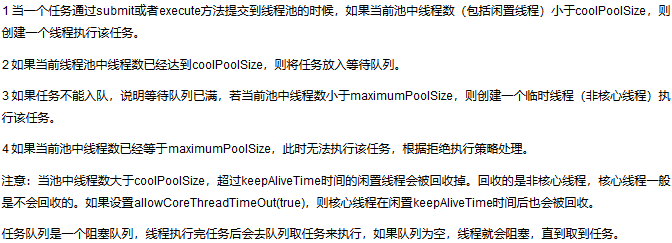 1 当一个任务通过submit或者execute方法提交到线程池的时候，如果当前池中线程数（包括闲置线程）小于coolPoolSize，则
创建一个线程执行该任务。
2 如果当前线程池中线程数已经达到coolPoolSize，则将任务放入等待队列。
3 如果任务不能入队，说明等待队列已满，若当前池中线程数小于maximumPoolSize，则创建一个临时线程（非核心线程）执
行该任务。
4 如果当前池中线程数已经等于maximumPoolSize，此时无法执行该任务，根据拒绝执行策略处理。
注意：当池中线程数大于coolPoolSize，超过keepAliveTime时间的闲置线程会被回收掉。回收的是非核心线程，核心线程一般
是不会回收的。如果设置allowCoreThreadTimeOut(true)，则核心线程在闲置keepAliveTime时间后也会被回收。
任务队列是一个阻塞队列，线程执行完任务后会去队列取任务来执行，如果队列为空，线程就会阻塞，直到取到任务。